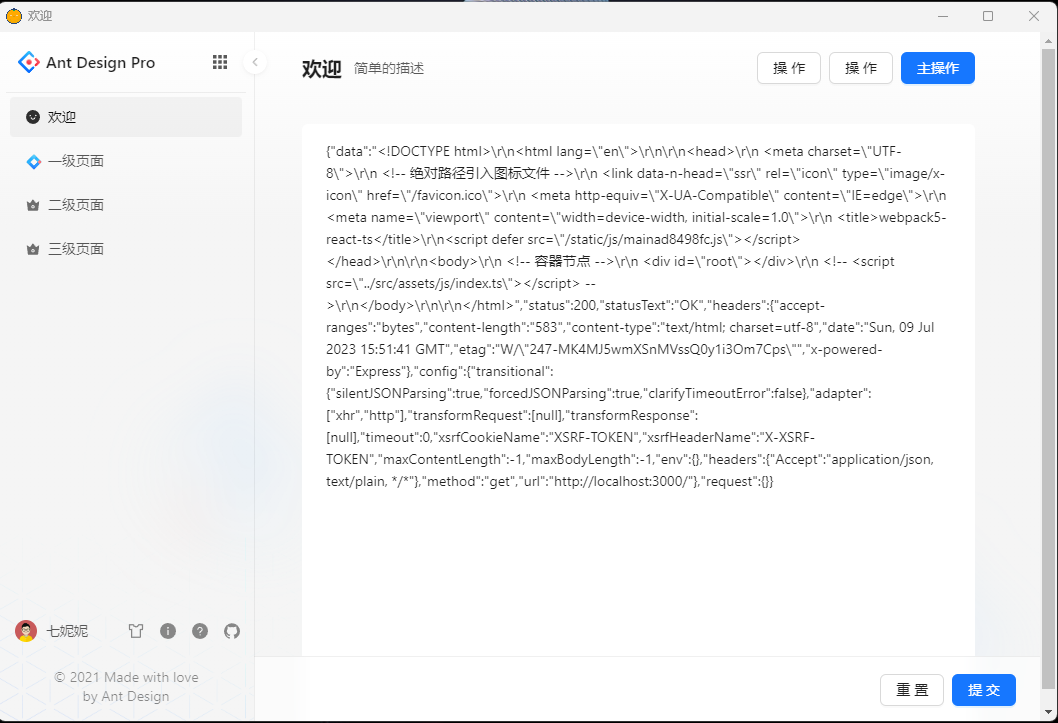 欢迎
Ant Design Pro
欢迎
一级页面
二级页面
三级页面
七妮妮
© 2021 Made with love
by Ant Design
欢迎 简单的描述
操 作 操 作 主操作
{"data":"<!DOCTYPE html>\r\n<html lang=\"en\">\r\n\r\n<head>\r\n <meta charset=\"UTF-
8\">\r\n <!-- 绝对路径引入图标文件 -->\r\n <link data-n-head=\"ssr\" rel=\"icon\" type=\"image/x-
icon\" href=\"/favicon.ico\">\r\n <meta http-equiv=\"X-UA-Compatible\" content=\"IE=edge\">\r\n
<meta name=\"viewport\" content=\"width=device-width, initial-scale=1.0\">\r\n <title>webpack5-
react-ts</title>\r\n<script defer src=\"/static/js/mainad8498fc.js\"></script>
</head>\r\n\r\n<body>\r\n <!-- 容器节点 -->\r\n <div id=\"root\"></div>\r\n <!-- <script
src=\"../src/assets/js/index.ts\"></script> --
>\r\n</body>\r\n\r\n</html>","status":200,"statusText":"OK","headers":{"accept-
ranges":"bytes","content-length":"583","content-type":"text/html; charset=utf-8","date":"Sun, 09 Jul
2023 15:51:41 GMT","etag":"W/\"247-MK4MJ5wmXSnMVssQ0y1i3Om7Cps\"","x-powered-
by":"Express"},"config":{"transitional":
{"silentJSONParsing":true,"forcedJSONParsing":true,"clarifyTimeoutError":false},"adapter":
["xhr","http"],"transformRequest":[null],"transformResponse":
[null],"timeout":0,"xsrfCookieName":"XSRF-TOKEN","xsrfHeaderName":"X-XSRF-
TOKEN","maxContentLength":-1,"maxBodyLength":-1,"env":{},"headers":{"Accept":"application/json,
text/plain, */*"},"method":"get","url":"http://localhost:3000/"},"request":{}}
重 置 提 交